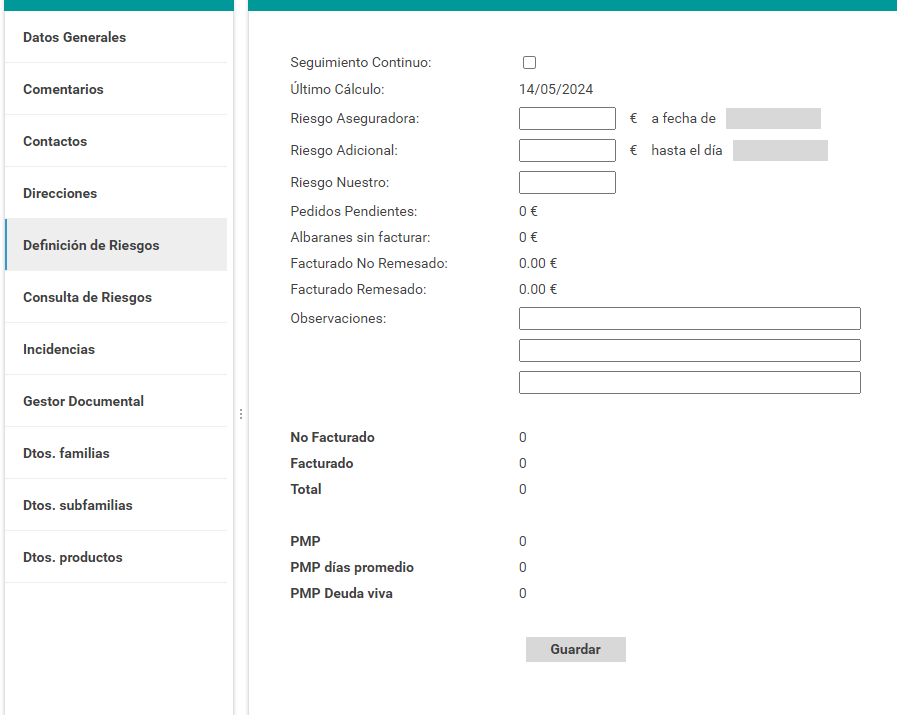 Datos Generales
Comentarios
Contactos
Direcciones
Definición de Riesgos
Consulta de Riesgos
Incidencias
Gestor Documental
Dtos. familias
Dtos. subfamilias
Dtos. productos
Seguimiento Continuo:
Último Cálculo: 14/05/2024
Riesgo Aseguradora: € a fecha de
Riesgo Adicional: € hasta el día
Riesgo Nuestro:
Pedidos Pendientes: 0 €
Albaranes sin facturar: 0 €
Facturado No Remesado: 0.00 €
Facturado Remesado: 0.00 €
Observaciones:
No Facturado 0
Facturado 0
Total 0
PMP 0
PMP días promedio 0
PMP Deuda viva 0
Guardar